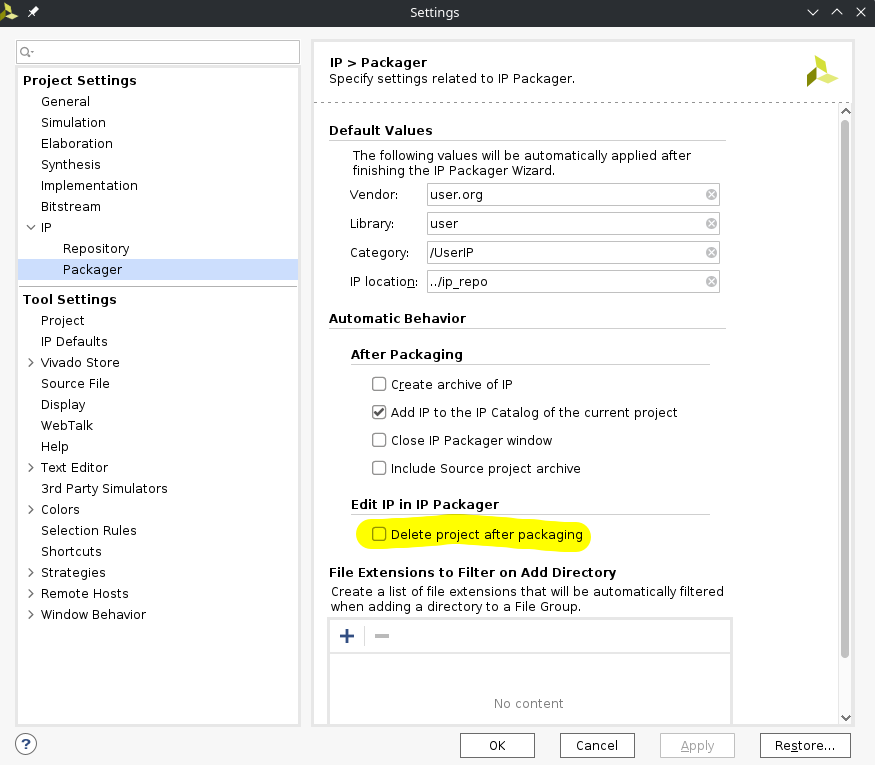 Settings
Project Settings
General
Simulation
Elaboration
Synthesis
Implementation
Bitstream
IP
Repository
Packager
Tool Settings
Project
IP Defaults
Vivado Store
Source File
Display
WebTalk
Help
Text Editor
3rd Party Simulators
Colors
Selection Rules
Shortcuts
Strategies
Remote Hosts
Window Behavior
IP > Packager
Specify settings related to IP Packager.
Default Values
The following values will be automatically applied after
finishing the IP Packager Wizard.
Vendor: user.org
Library: user
Category: /UserIP
IP location: ../ip_repo
Automatic Behavior
After Packaging
Create archive of IP
Add IP to the IP Catalog of the current project
Close IP Packager window
Include Source project archive
Edit IP in IP Packager
Delete project after packaging
File Extensions to Filter on Add Directory
Create a list of file extensions that will be automatically filtered
when adding a directory to a File Group.
No content
?
OK Cancel Apply Restore...